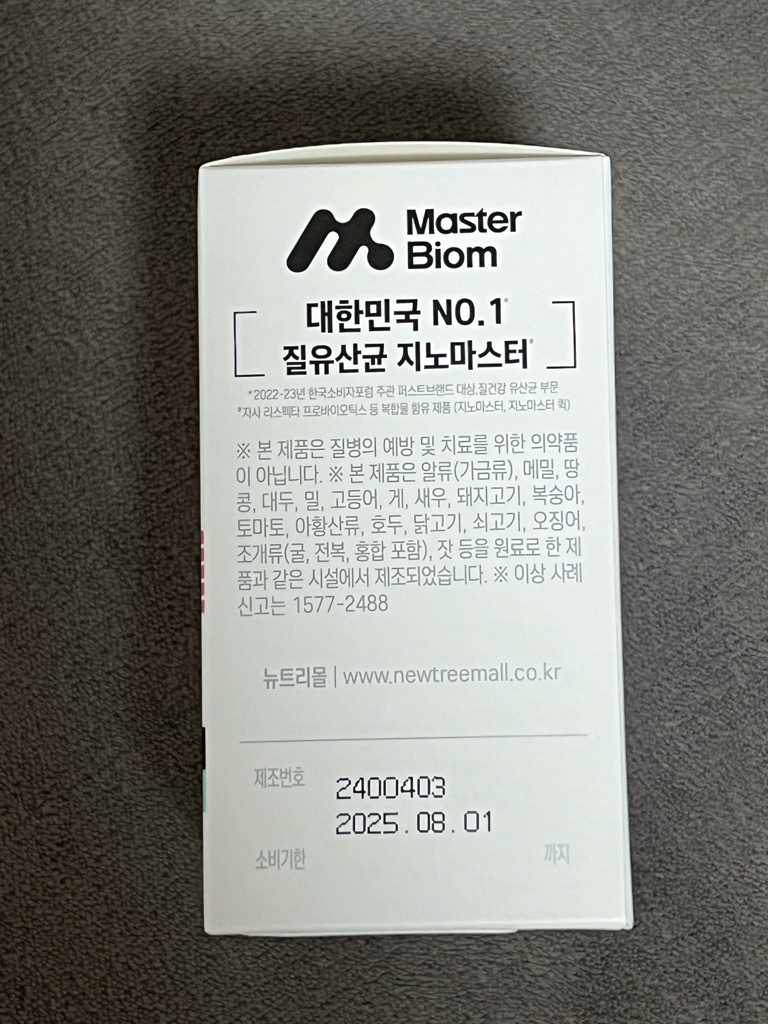 Master
Biom
대한민국 NO.1*
질유산균 지노마스터#
*2022-23년 한국소비자포럼 주관 퍼스트브랜드 대상,질건강 유산균 부문
#자사 리스펙타 프로바이오틱스 등 복합물 함유 제품 (지노마스터, 지노마스터 퀵)
※ 본 제품은 질병의 예방 및 치료를 위한 의약품
이 아닙니다. ※ 본 제품은 알류(가금류), 메밀, 땅
콩, 대두, 밀, 고등어, 게, 새우, 돼지고기, 복숭아,
토마토, 아황산류, 호두, 닭고기, 쇠고기, 오징어,
조개류(굴, 전복, 홍합 포함), 잣 등을 원료로 한 제
품과 같은 시설에서 제조되었습니다. ※ 이상 사례
신고는 1577-2488
뉴트리몰 | www.newtreemall.co.kr
제조번호 2400403
2025.08.01
소비기한 까지